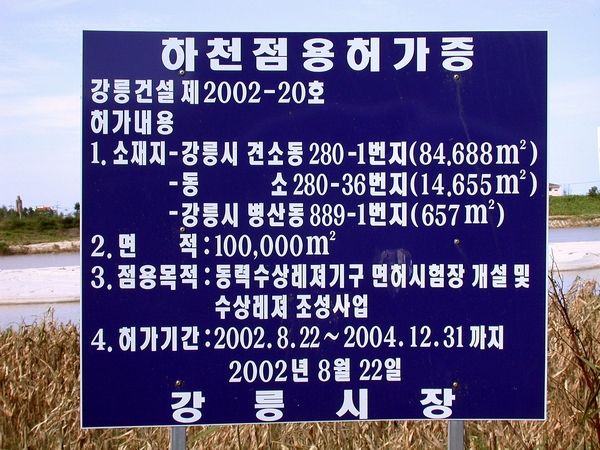 하천점용허가증
강릉건설 제2002-20호
허가내용
1. 소재지-강릉시 견소동 280-1번지(84,688m²)
-동 소 280-36번지(14,655m²)
-강릉시 병산동 889-1번지(657m²)
2. 면 적 : 100,000m²
3. 점용목적 : 동력수상레져기구 면허시험장 개설 및
수상레져 조성사업
4. 허가기간 : 2002.8.22~2004.12.31까지
2002년 8월 22일
강릉시장